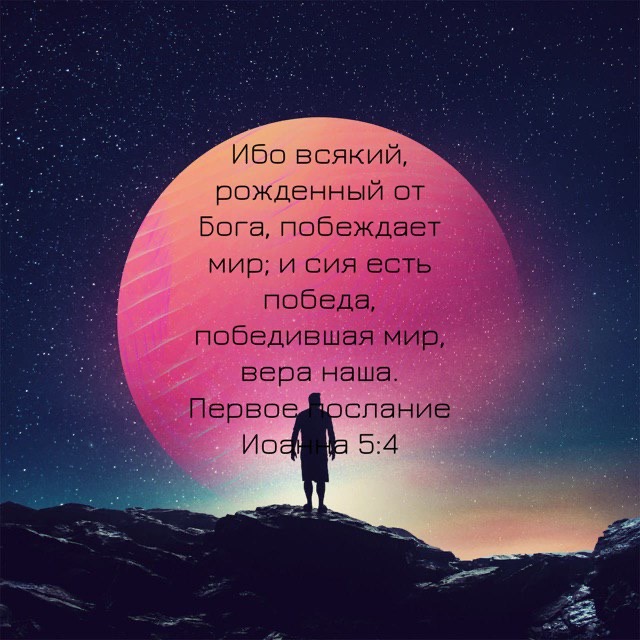 Ибо всякий,
рожденный от
Бога, побеждает
мир; и сия есть
победа,
победившая мир,
вера наша.
Первое послание
Иоанна 5:4